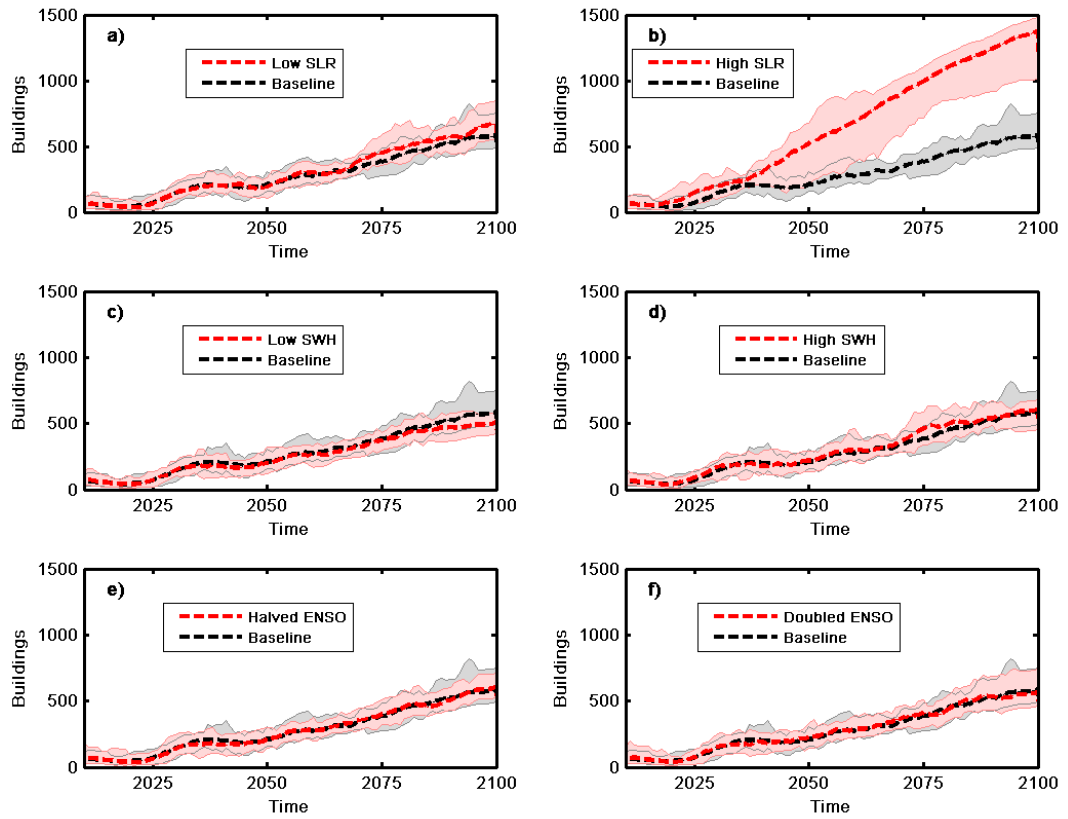 a)
Low SLR
Baseline
Buildings
1500
1000
500
0
2025
2050
2075
2100
Time
b)
High SLR
Baseline
Buildings
1500
1000
500
0
2025
2050
2075
2100
Time
c)
Low SWH
Baseline
Buildings
1500
1000
500
0
2025
2050
2075
2100
Time
d)
High SWH
Baseline
Buildings
1500
1000
500
0
2025
2050
2075
2100
Time
e)
Halved ENSO
Baseline
Buildings
1500
1000
500
0
2025
2050
2075
2100
Time
f)
Doubled ENSO
Baseline
Buildings
1500
1000
500
0
2025
2050
2075
2100
Time